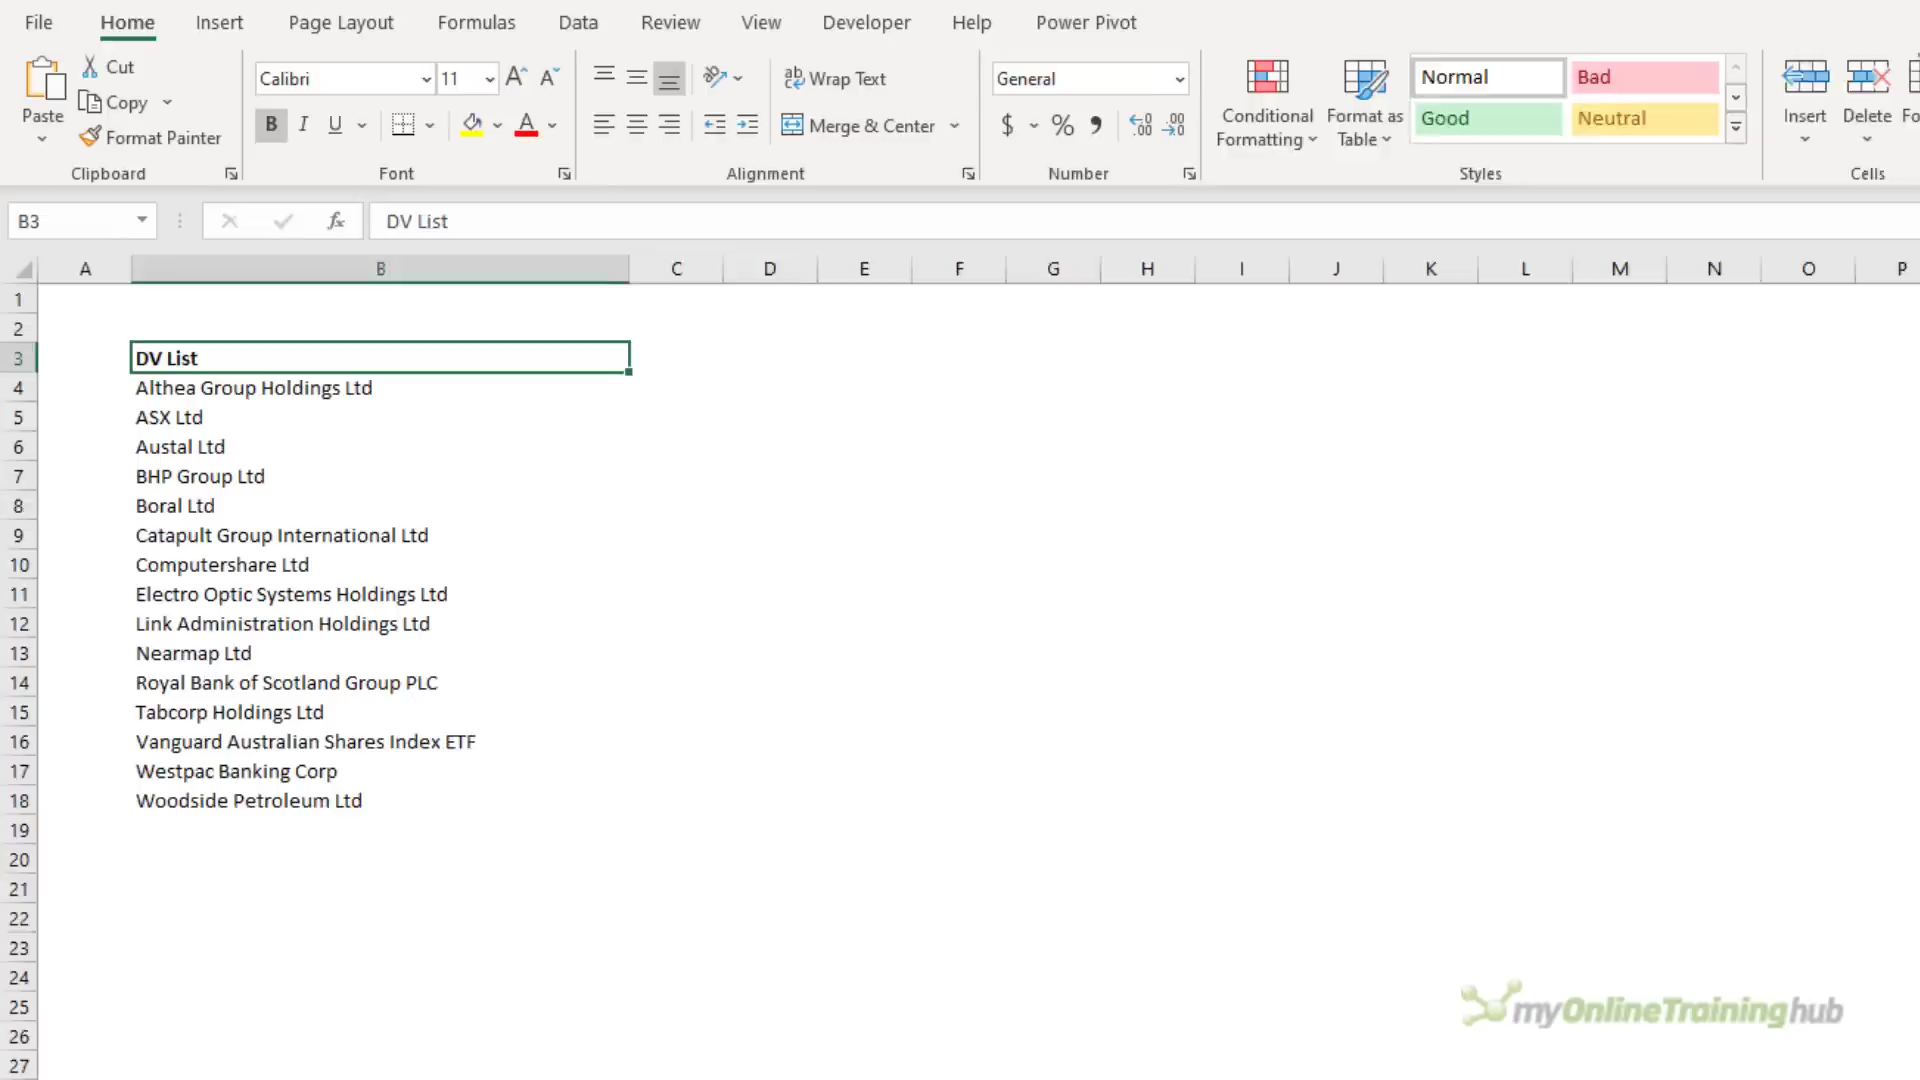 File Home Insert Page Layout Formulas Data Review View Developer Help Power Pivot
Paste
Cut
Copy
Format Painter
Clipboard
Calibri 11
B I U A
Font
ab Wrap Text
Merge & Center
Alignment
General
$ % ,
Number
Conditional Formatting
Format as Table
Normal Bad
Good Neutral
Styles
Insert Delete
Cells
B3 fx DV List
A B C D E F G H I J K L M N O P
1
2
3 DV List
4 Althea Group Holdings Ltd
5 ASX Ltd
6 Austal Ltd
7 BHP Group Ltd
8 Boral Ltd
9 Catapult Group International Ltd
10 Computershare Ltd
11 Electro Optic Systems Holdings Ltd
12 Link Administration Holdings Ltd
13 Nearmap Ltd
14 Royal Bank of Scotland Group PLC
15 Tabcorp Holdings Ltd
16 Vanguard Australian Shares Index ETF
17 Westpac Banking Corp
18 Woodside Petroleum Ltd
19
20
21
22
23
24
25
26
27
myOnlineTraininghub